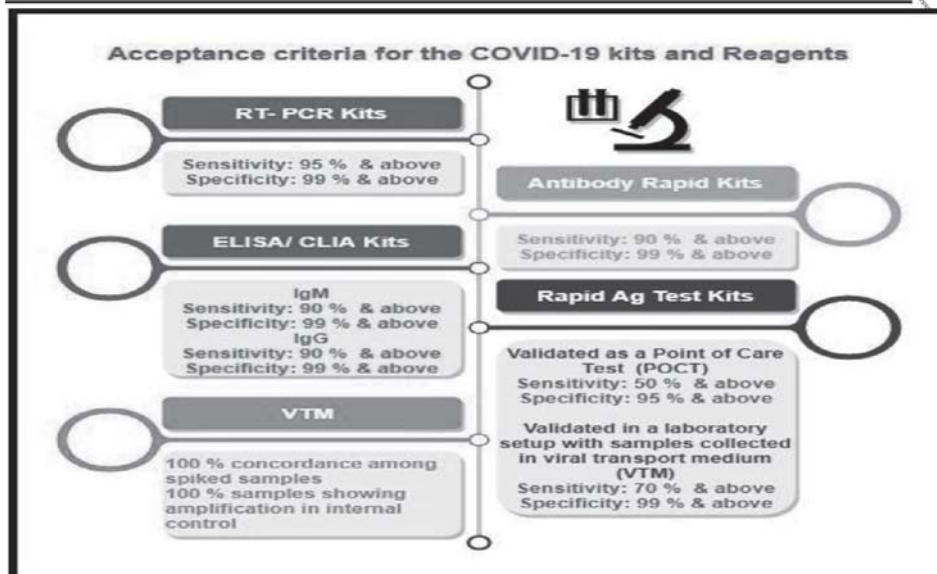 Acceptance criteria for the COVID-19 kits and Reagents
RT- PCR Kits
Sensitivity: 95 % & above
Specificity: 99 % & above
Antibody Rapid Kits
Sensitivity: 90 % & above
Specificity: 99 % & above
ELISA/ CLIA Kits
IgM
Sensitivity: 90 % & above
Specificity: 99 % & above
IgG
Sensitivity: 90 % & above
Specificity: 99 % & above
Rapid Ag Test Kits
Validated as a Point of Care
Test (POCT)
Sensitivity: 50 % & above
Specificity: 95 % & above
Validated in a laboratory
setup with samples collected
in viral transport medium
(VTM)
Sensitivity: 70 % & above
Specificity: 99 % & above
VTM
100 % concordance among
spiked samples
100 % samples showing
amplification in internal
control